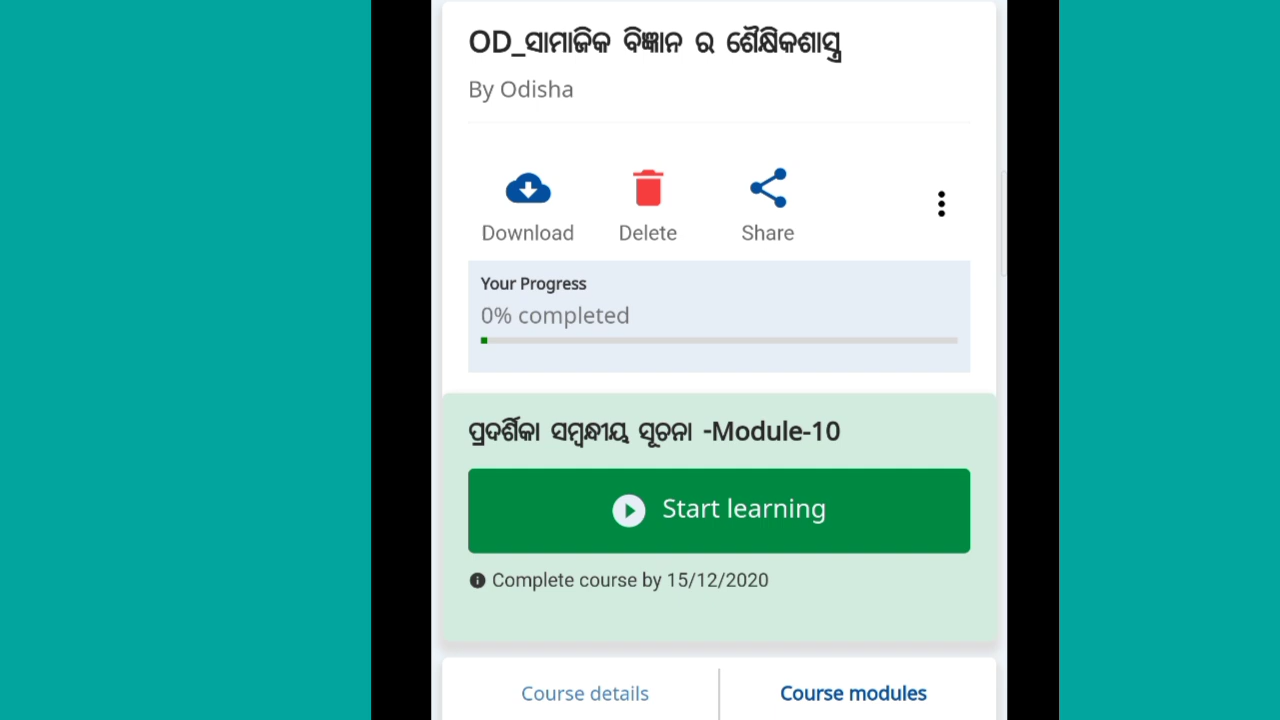 OD_ସାମାଜିକ ବିଜ୍ଞାନ ର ଶୈକ୍ଷିକଶାସ୍ତ୍ର
By Odisha
Download Delete Share
Your Progress
0% completed
ପ୍ରଦର୍ଶିକା ସମ୍ବନ୍ଧୀୟ ସୂଚନା -Module-10
Start learning
Complete course by 15/12/2020
Course details Course modules